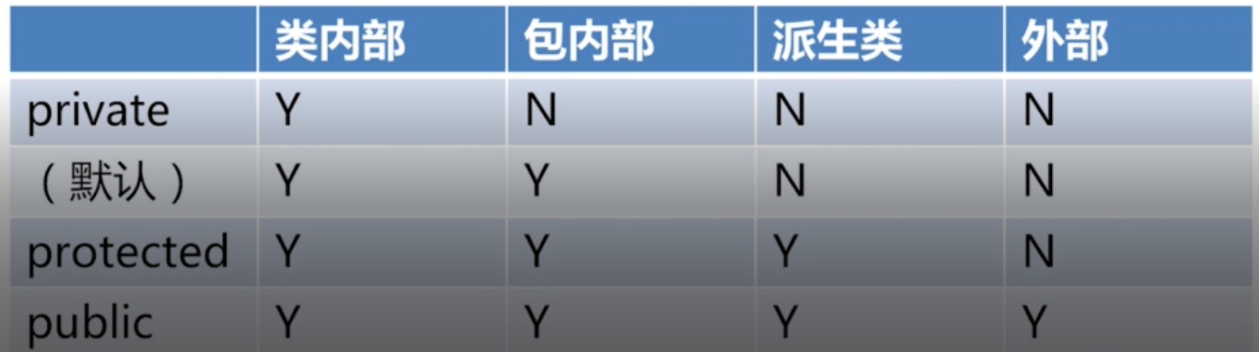 类内部 包内部 派生类 外部
private Y N N N
（默认） Y Y N N
protected Y Y Y N
public Y Y Y Y